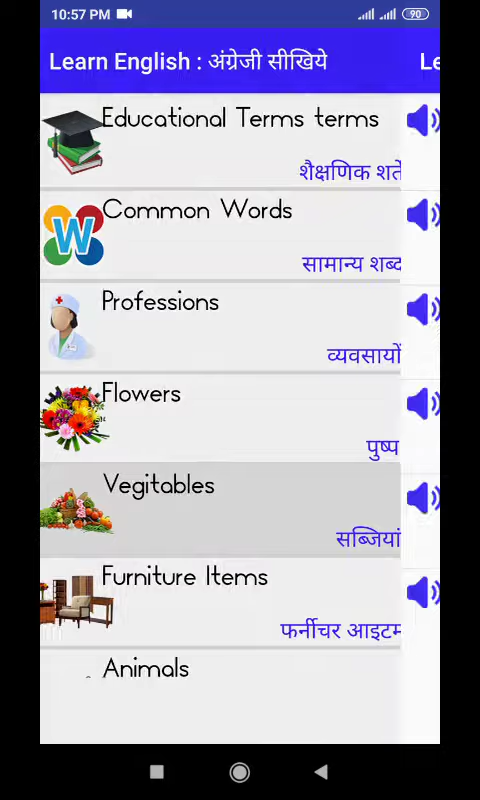 10:57 PM 90
Learn English : अंग्रेजी सीखिये Le
Educational Terms terms
शैक्षणिक शर्ते
W
Common Words
सामान्य शब्द
Professions
व्यवसायों
Flowers
पुष्प
Vegitables
सब्जियां
Furniture Items
फर्नीचर आइटम
Animals